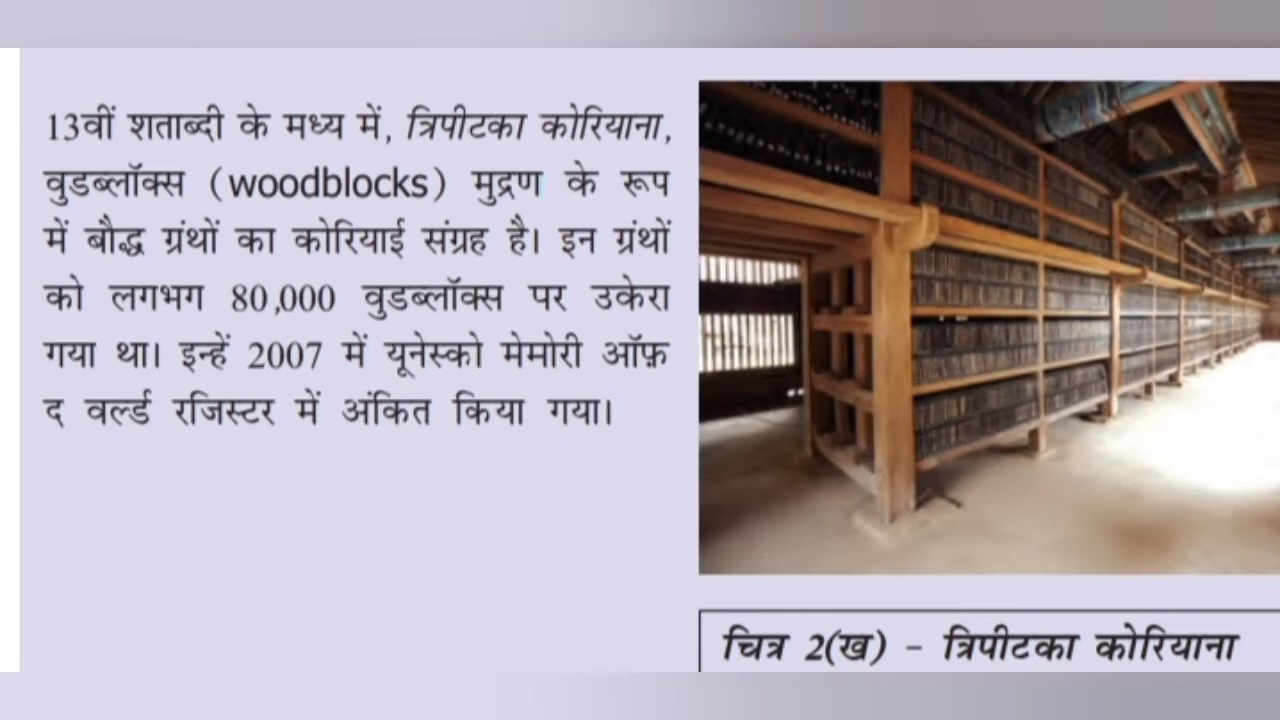 13वीं शताब्दी के मध्य में, त्रिपीटका कोरियाना,
वुडब्लॉक्स (woodblocks) मुद्रण के रूप
में बौद्ध ग्रंथों का कोरियाई संग्रह है। इन ग्रंथों
को लगभग 80,000 वुडब्लॉक्स पर उकेरा
गया था। इन्हें 2007 में यूनेस्को मेमोरी ऑफ़
द वर्ल्ड रजिस्टर में अंकित किया गया।
चित्र 2(ख) - त्रिपीटका कोरियाना